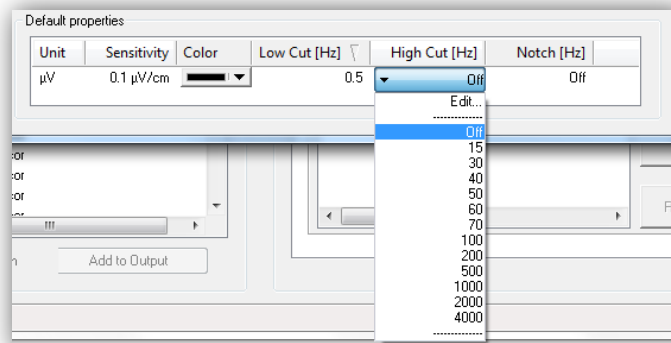 Default properties
Unit Sensitivity Color Low Cut [Hz] High Cut [Hz] Notch [Hz]
µV 0.1 µV/cm 0.5 Off Off
Edit...
-------------
Off
15
30
40
50
60
70
100
200
500
1000
2000
4000
-------------
Add to Output